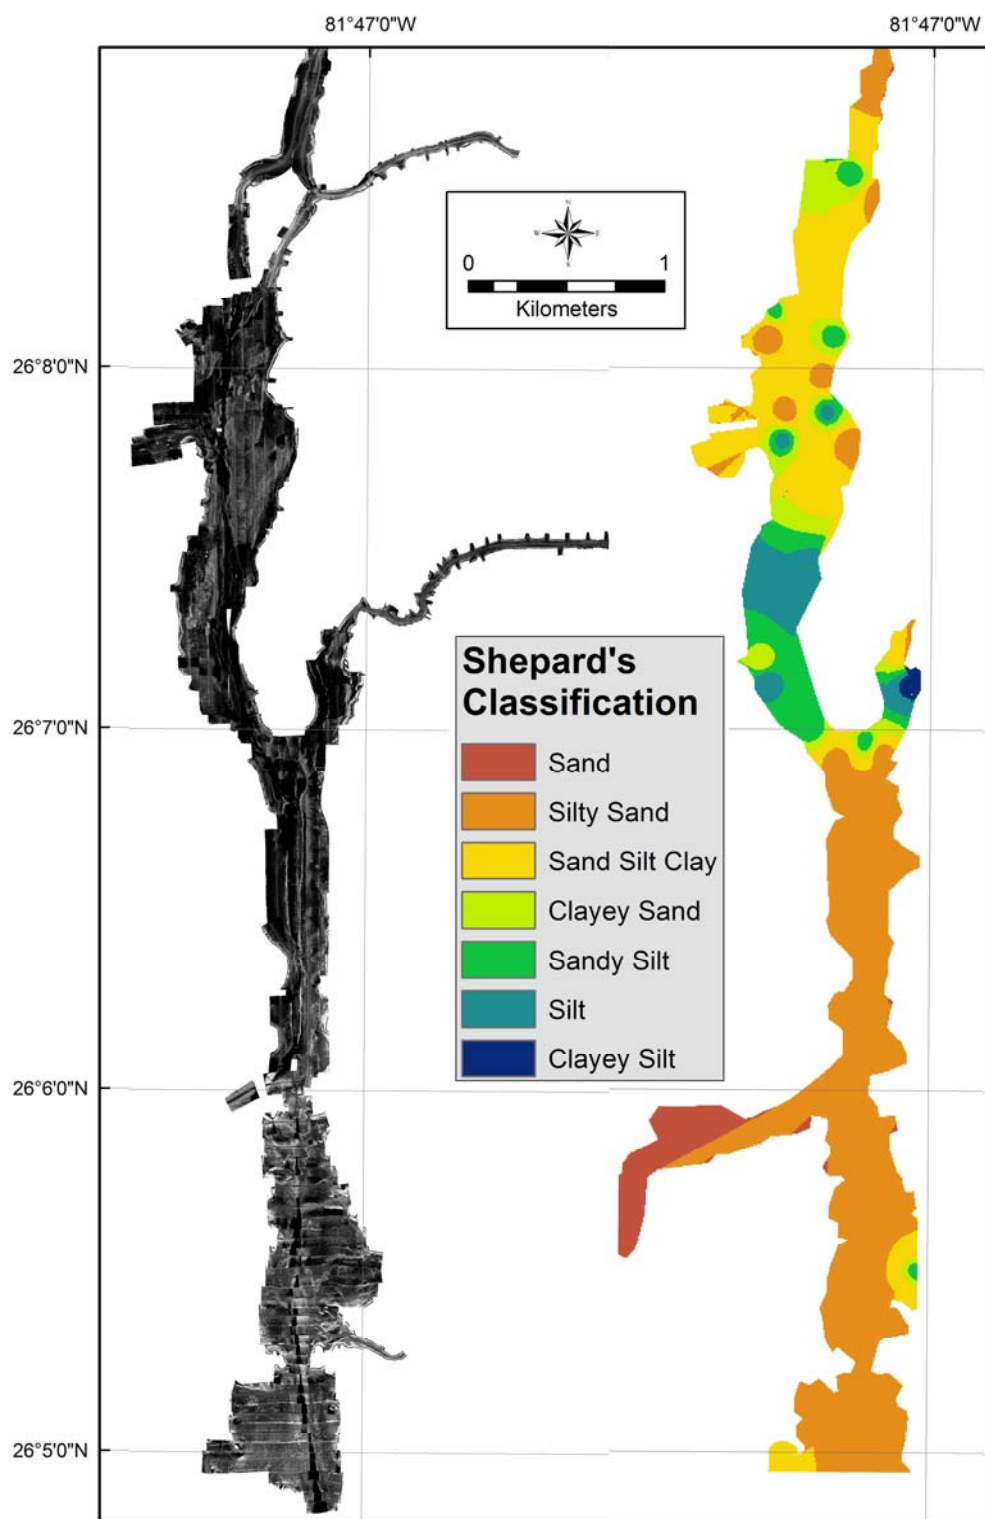 81°47'0"W
81°47'0"W
N
W
E
S
0
1
Kilometers
26°8'0"N
26°7'0"N
Shepard's
Classification
Sand
Silty Sand
Sand Silt Clay
Clayey Sand
Sandy Silt
Silt
Clayey Silt
26°6'0"N
26°5'0"N